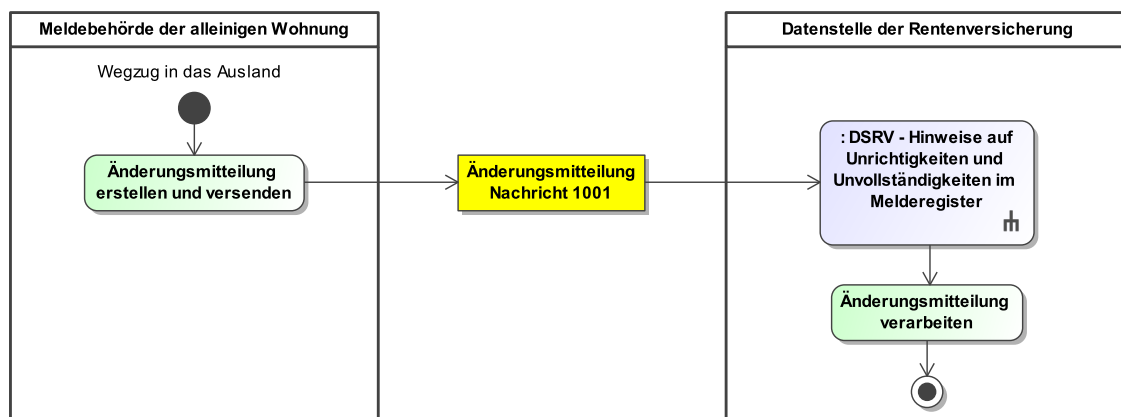 Meldebehörde der alleinigen Wohnung
Datenstelle der Rentenversicherung
Wegzug in das Ausland
Änderungsmitteilung
erstellen und versenden
Änderungsmitteilung
Nachricht 1001
: DSRV - Hinweise auf
Unrichtigkeiten und
Unvollständigkeiten im
Melderegister
Änderungsmitteilung
verarbeiten